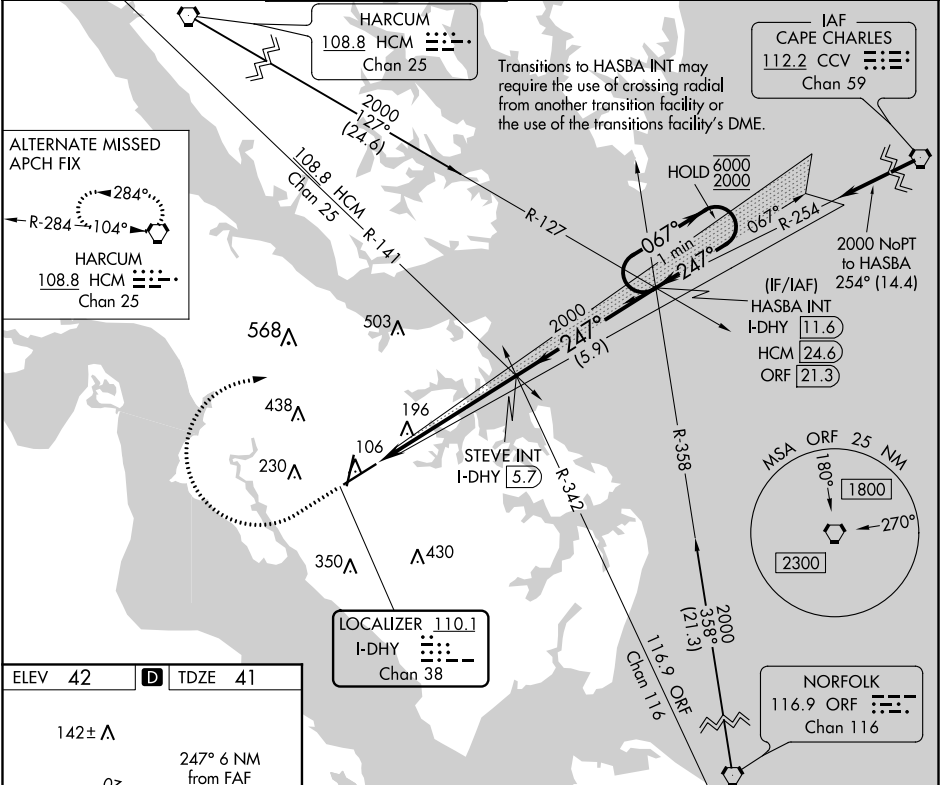 HARCUM
108.8 HCM
Chan 25
IAF
CAPE CHARLES
112.2 CCV
Chan 59
Transitions to HASBA INT may
require the use of crossing radial
from another transition facility or
the use of the transitions facility's DME.
2000
127°
(24.6)
108.8 HCM
Chan 25
R-141
R-127
ALTERNATE MISSED
APCH FIX
284°
R-284
104°
HARCUM
108.8 HCM
Chan 25
HOLD 6000
2000
067°
1 min
247°
067°
R-254
2000 NoPT
to HASBA
254° (14.4)
(IF/IAF)
HASBA INT
I-DHY 11.6
HCM 24.6
ORF 21.3
2000
247°
(5.9)
568
503
438
196
106
230
350
430
STEVE INT
I-DHY 5.7
R-342
R-358
MSA ORF 25 NM
180°
1800
270°
2300
LOCALIZER 110.1
I-DHY
Chan 38
116.9 ORF
Chan 116
2000
358°
(21.3)
NORFOLK
116.9 ORF
Chan 116
ELEV 42
D
TDZE 41
142±
247° 6 NM
from FAF